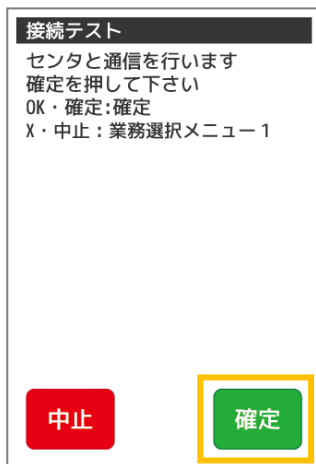 接続テスト
センタと通信を行います
確定を押して下さい
OK・確定:確定
X・中止：業務選択メニュー１
中止
確定